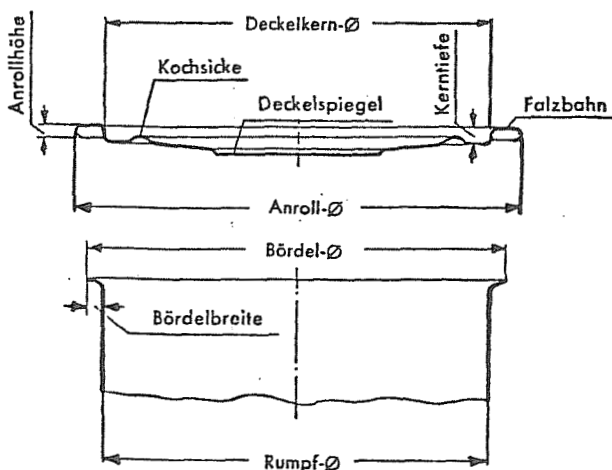 Deckelkern-Ø
Anrollhöhe
Kochsicke
Kerntiefe
Deckelspiegel
Falzbahn
Anroll-Ø
Bördel-Ø
Bördelbreite
Rumpf-Ø